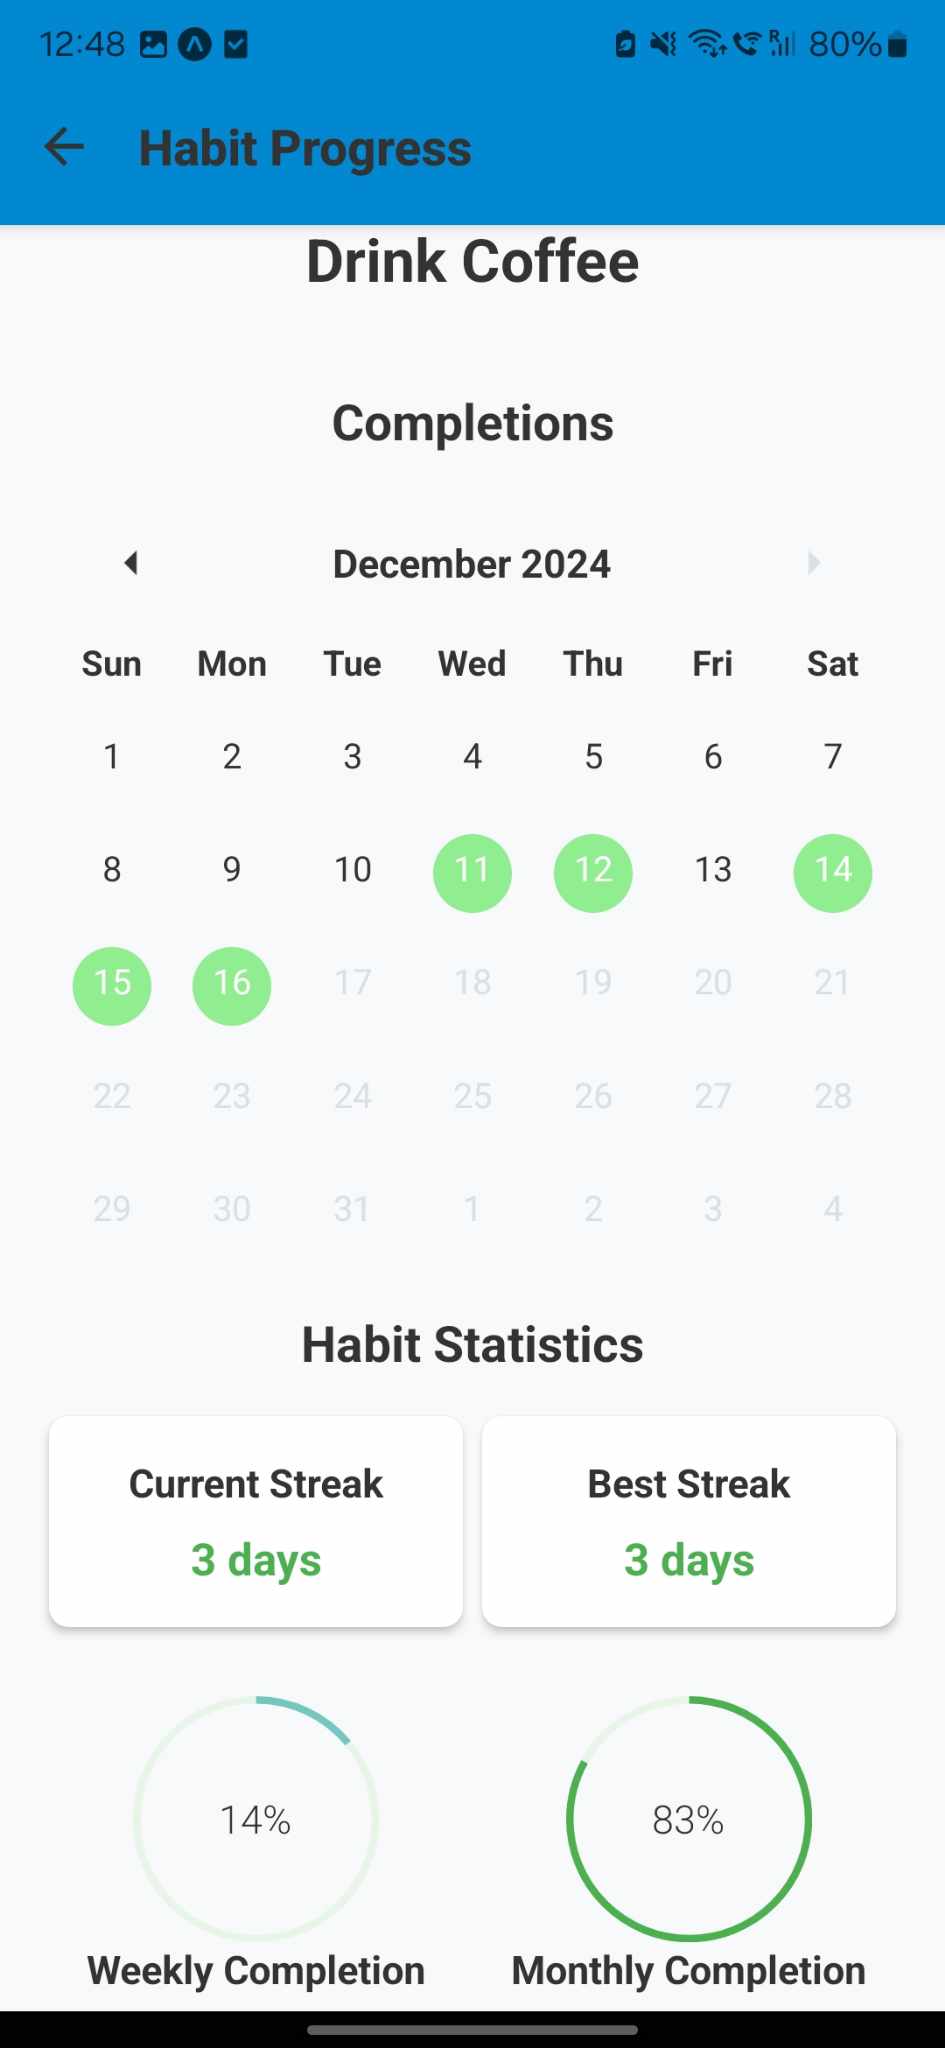 12:48 80%
Habit Progress
Drink Coffee
Completions
December 2024
Sun Mon Tue Wed Thu Fri Sat
1 2 3 4 5 6 7
8 9 10 11 12 13 14
15 16 17 18 19 20 21
22 23 24 25 26 27 28
29 30 31 1 2 3 4
Habit Statistics
Current Streak Best Streak
3 days 3 days
14% 83%
Weekly Completion Monthly Completion